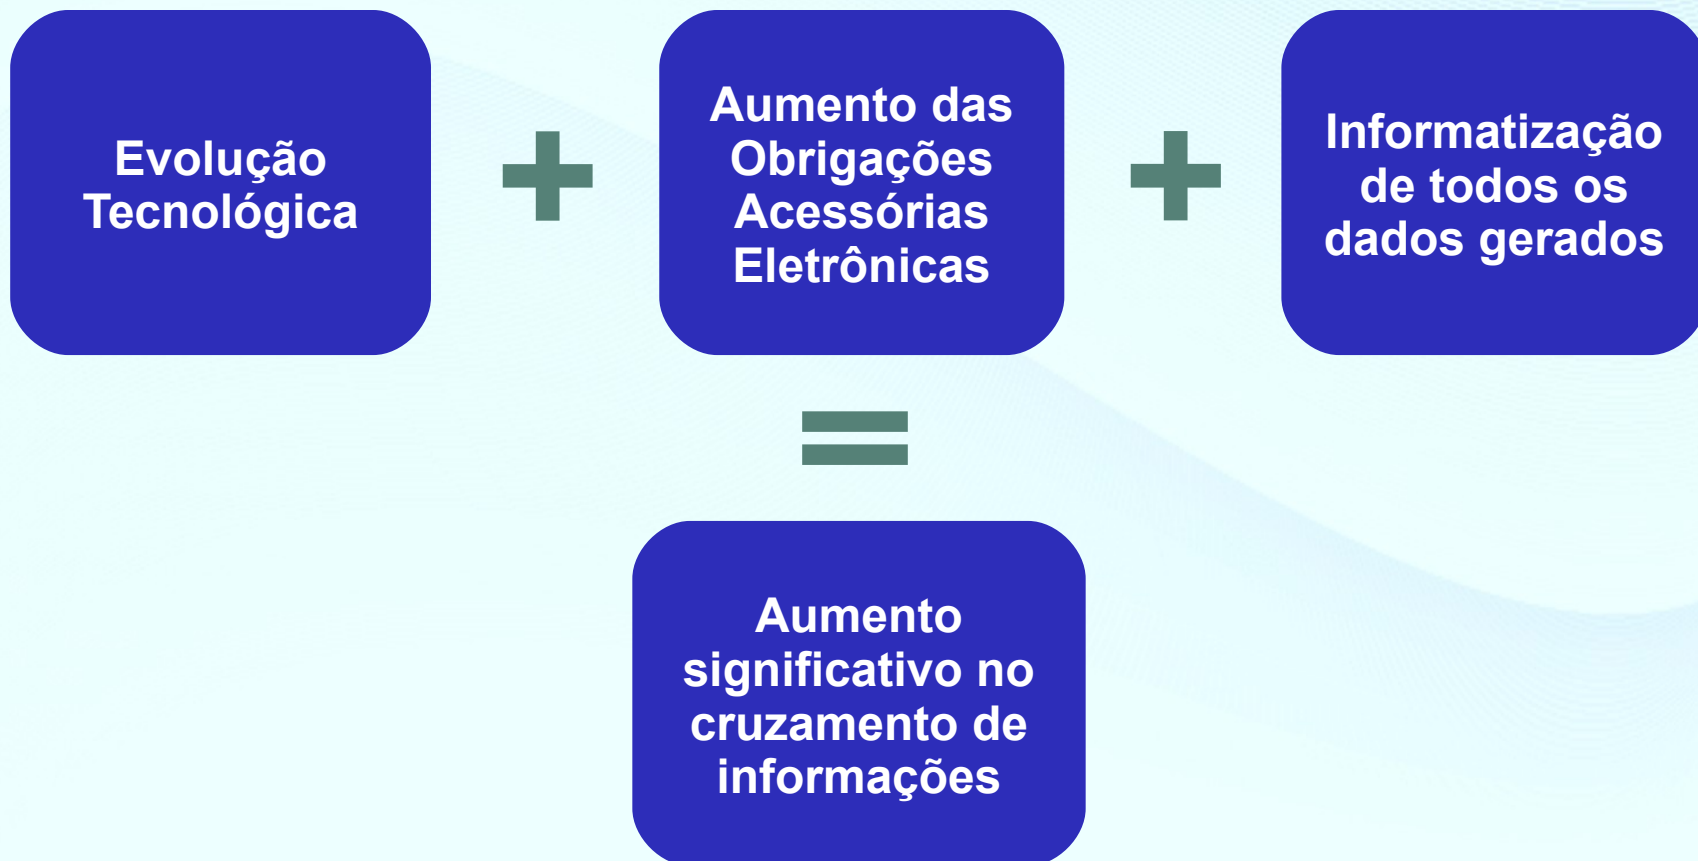 Evolução
Tecnológica
+
Aumento das
Obrigações
Acessórias
Eletrônicas
+
Informatização
de todos os
dados gerados
=
Aumento
significativo no
cruzamento de
informações